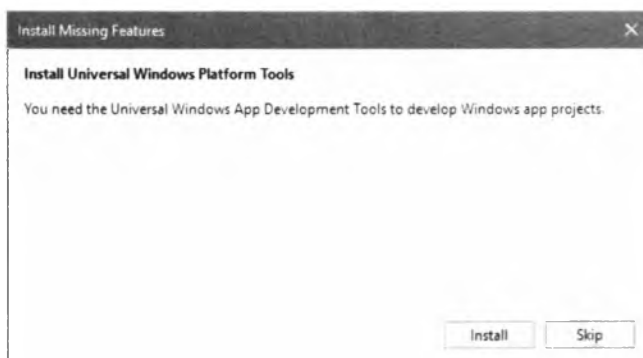 Install Missing Features
Install Universal Windows Platform Tools
You need the Universal Windows App Development Tools to develop Windows app projects.
Install Skip